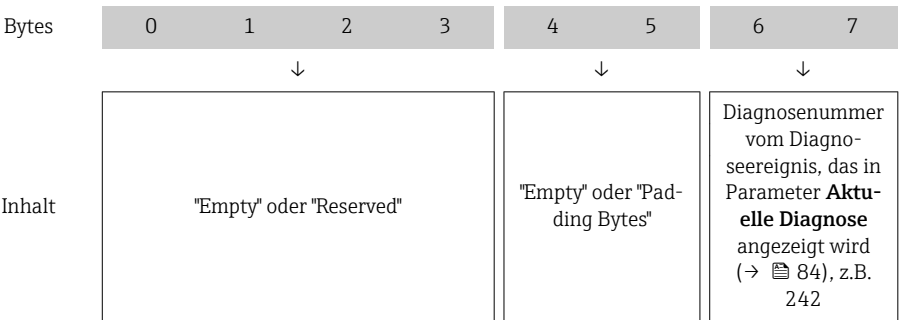 Bytes 0 1 2 3 4 5 6 7
↓ ↓ ↓
Inhalt
"Empty" oder "Reserved"
"Empty" oder "Pad-
ding Bytes"
Diagnosenummer
vom Diagno-
seereignis, das in
Parameter Aktu-
elle Diagnose
angezeigt wird
(→ 🖺 84), z.B.
242